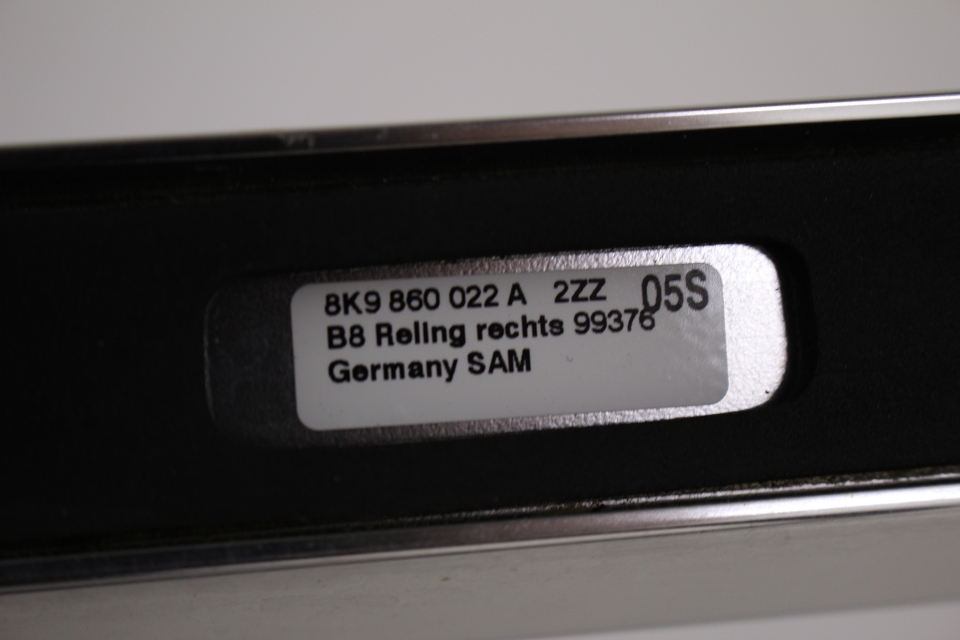 8K9 860 022 A 2ZZ 05S
B8 Reling rechts 99376
Germany SAM